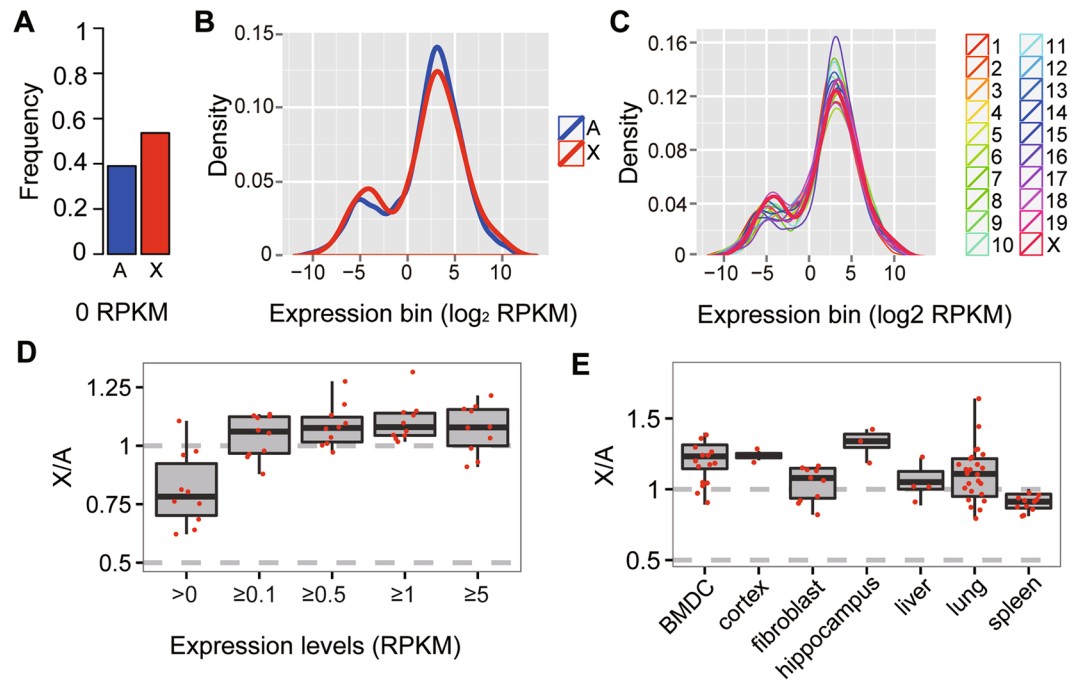 A
Frequency
1
0.8
0.6
0.4
0.2
0
A X
0 RPKM
B
Density
0.15
0.10
0.05
0
−10 −5 0 5 10
Expression bin (log₂ RPKM)
A
X
C
Density
0.16
0.12
0.08
0.04
0
−10 −5 0 5 10
Expression bin (log2 RPKM)
1 11
2 12
3 13
4 14
5 15
6 16
7 17
8 18
9 19
10 X
D
X/A
1.25
1
0.75
0.5
>0 ≥0.1 ≥0.5 ≥1 ≥5
Expression levels (RPKM)
E
X/A
1.5
1
0.5
BMDC
cortex
fibroblast
hippocampus
liver
lung
spleen